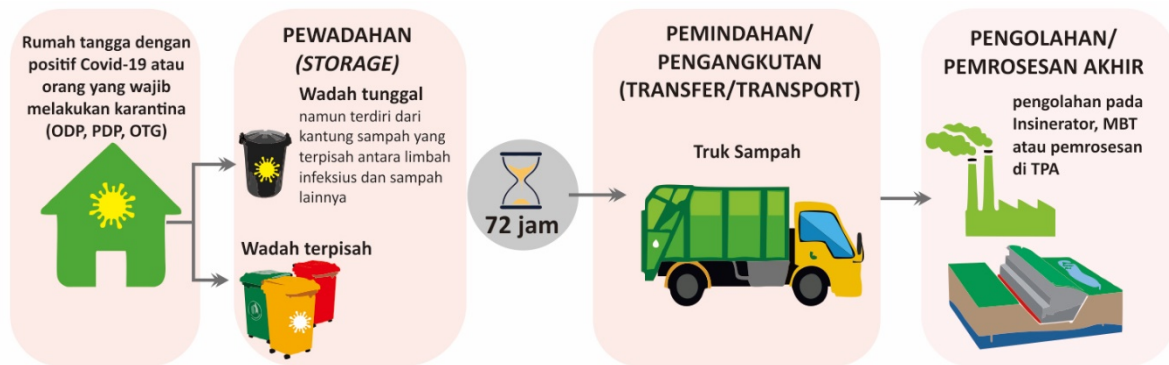 Rumah tangga dengan
positif Covid-19 atau
orang yang wajib
melakukan karantina
(ODP, PDP, OTG)
PEWADAHAN
(STORAGE)
Wadah tunggal
namun terdiri dari
kantung sampah yang
terpisah antara limbah
infeksius dan sampah
lainnya
Wadah terpisah
72 jam
PEMINDAHAN/
PENGANGKUTAN
(TRANSFER/TRANSPORT)
Truk Sampah
PENGOLAHAN/
PEMROSESAN AKHIR
pengolahan pada
Insinerator, MBT
atau pemrosesan
di TPA